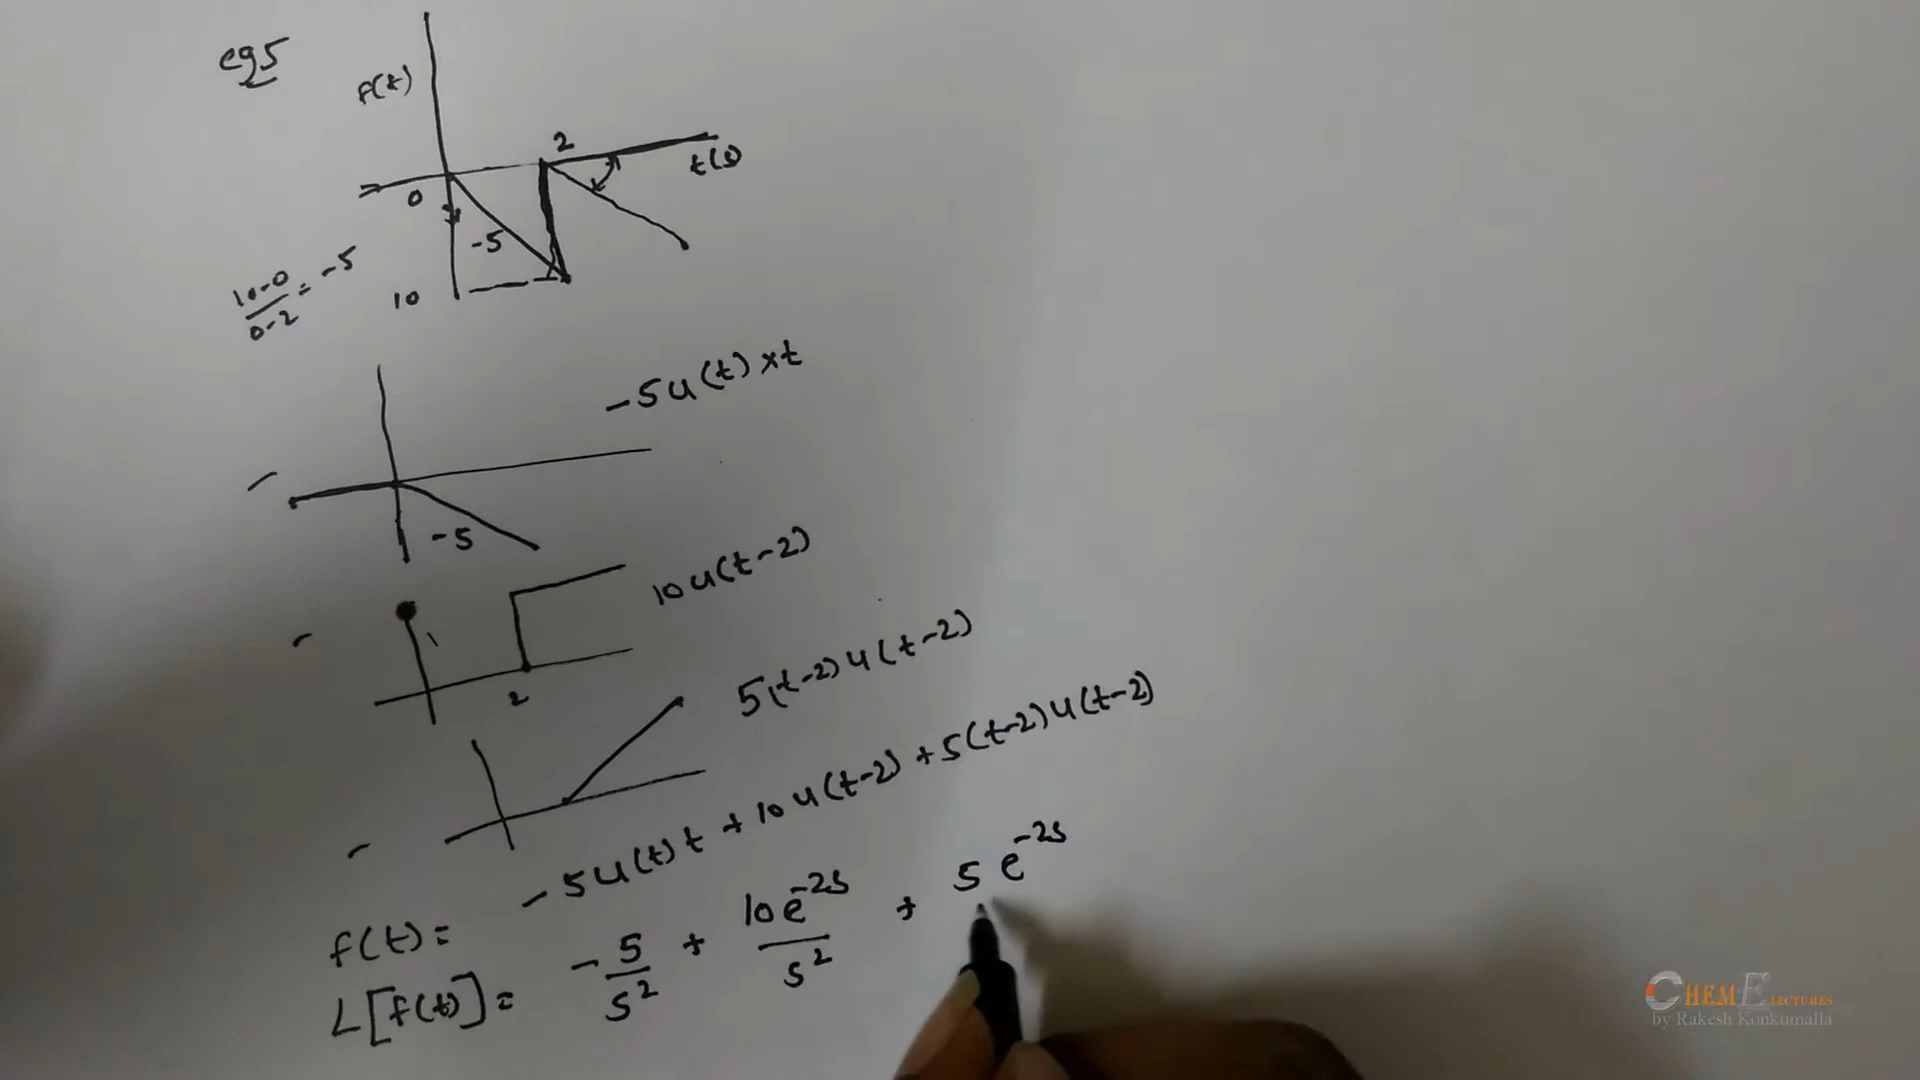 eg5
f(t)
2
t(s)
0
-5
10-0/0-2 = -5
10
-5u(t)×t
-5
10u(t-2)
2
5(t-2)u(t-2)
f(t)= -5u(t)t + 10u(t-2) + 5(t-2)u(t-2)
L[f(t)]= -5/s² + 10e^-2s/s² + 5e^-2s
CHEME LECTURES
by Rakesh Konkumalla